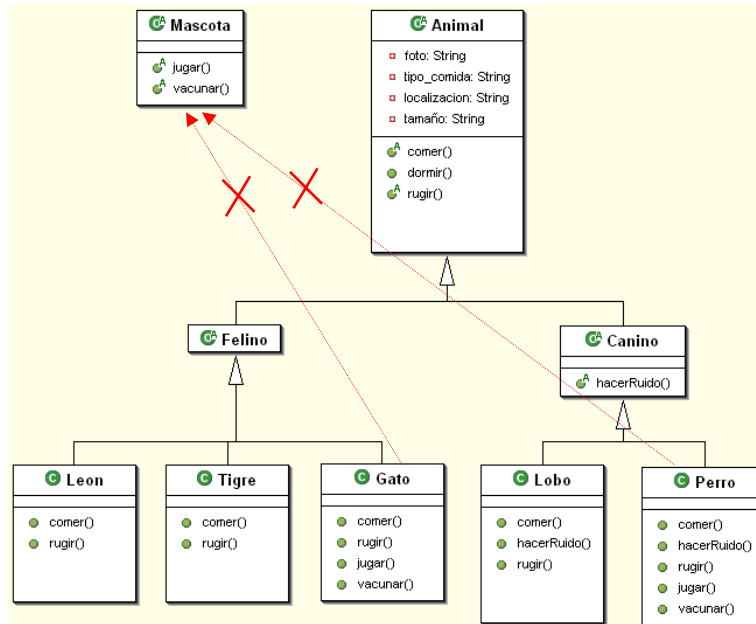 Mascota
jugar()
vacunar()
Animal
foto: String
tipo_comida: String
localizacion: String
tamaño: String
comer()
dormir()
rugir()
Felino
Canino
hacerRuido()
Leon
comer()
rugir()
Tigre
comer()
rugir()
Gato
comer()
rugir()
jugar()
vacunar()
Lobo
comer()
hacerRuido()
rugir()
Perro
comer()
hacerRuido()
rugir()
jugar()
vacunar()